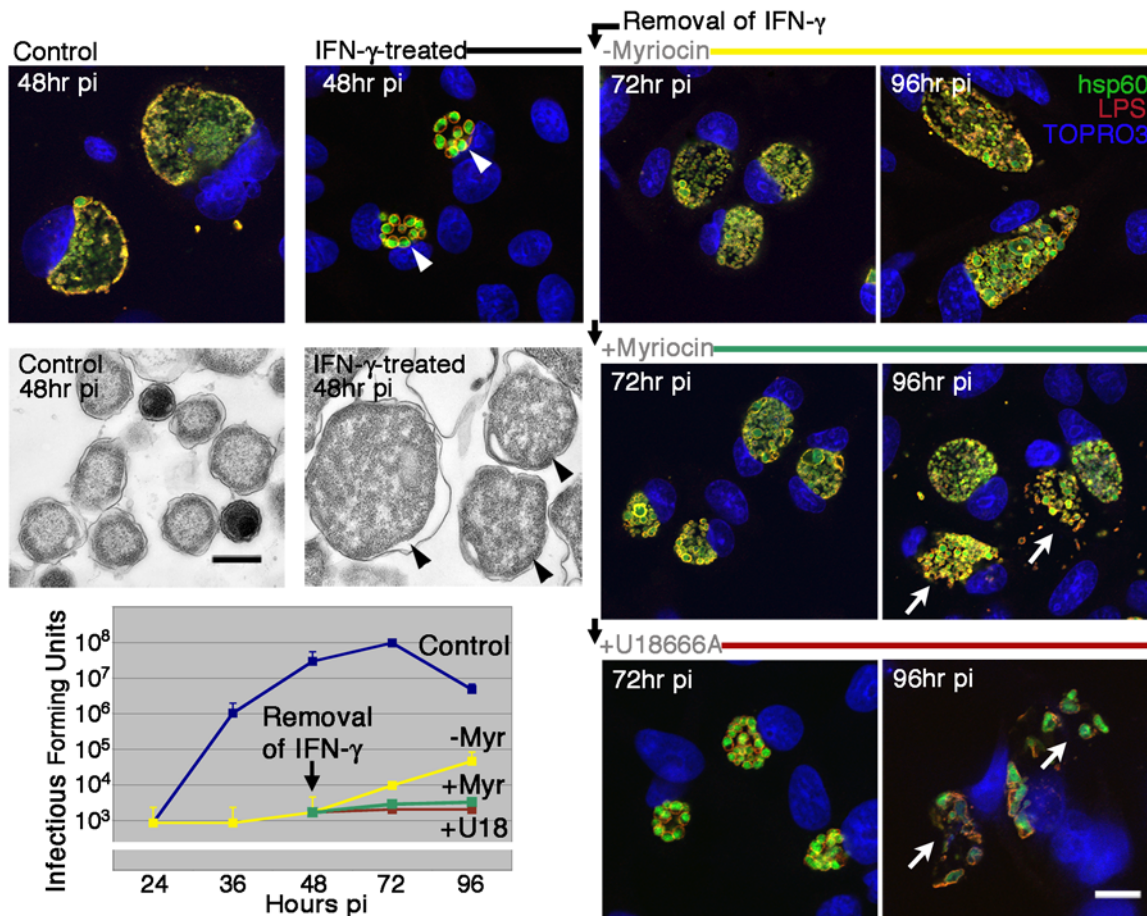 Removal of IFN-γ
Control
IFN-γ-treated
-Myriocin
48hr pi
48hr pi
72hr pi
96hr pi
hsp60
LPS
TOPRO3
Control
48hr pi
IFN-γ-treated
48hr pi
+Myriocin
72hr pi
96hr pi
+U18666A
72hr pi
96hr pi
Infectious Forming Units
10⁸
10⁷
10⁶
10⁵
10⁴
10³
Control
Removal
of IFN-γ
-Myr
+Myr
+U18
24
36
48
72
96
Hours pi